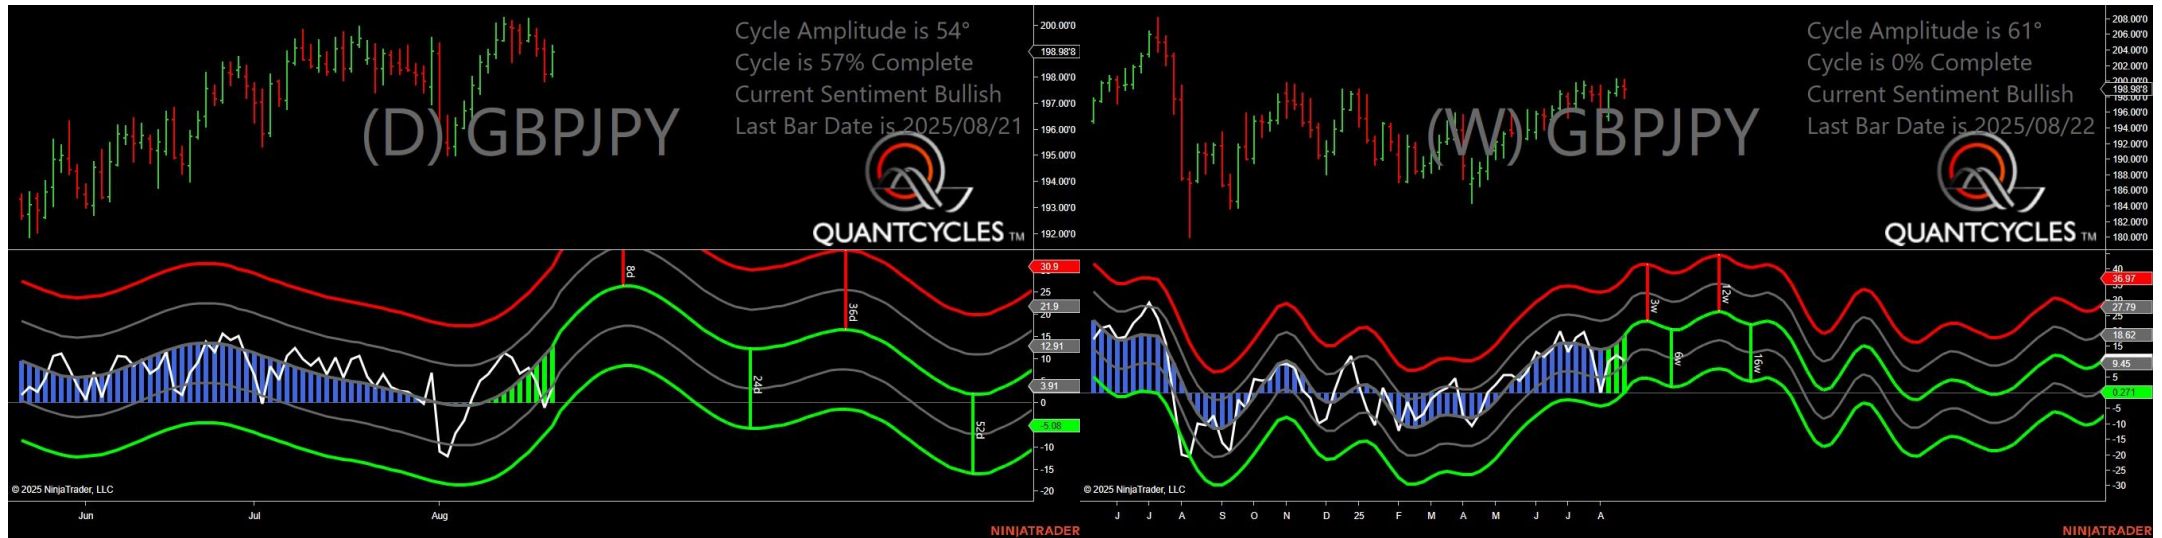 Cycle Amplitude is 54°
Cycle is 57% Complete
Current Sentiment Bullish
Last Bar Date is 2025/08/21
(D) GBPJPY
QUANTCYCLES TM
200.00'0
198.98'8
198.00'0
197.00'0
196.00'0
195.00'0
194.00'0
193.00'0
192.00'0
8d
36d
24d
52d
30.9
25
21.9
20
15
12.91
10
5
3.91
0
-5.08
-10
-15
-20
© 2025 NinjaTrader, LLC
Jun
Jul
Aug
NINJATRADER
Cycle Amplitude is 61°
Cycle is 0% Complete
Current Sentiment Bullish
Last Bar Date is 2025/08/22
(W) GBPJPY
QUANTCYCLES TM
208.00'0
206.00'0
204.00'0
202.00'0
200.00'0
198.98'8
198.00'0
196.00'0
194.00'0
192.00'0
190.00'0
188.00'0
186.00'0
184.00'0
182.00'0
180.00'0
3w
12w
6w
16w
40
36.97
27.79
25
18.62
15
9.45
5
0.271
-5
-10
-15
-20
-25
-30
© 2025 NinjaTrader, LLC
J
J
A
S
O
N
D
25
F
M
A
M
J
J
A
NINJATRADER